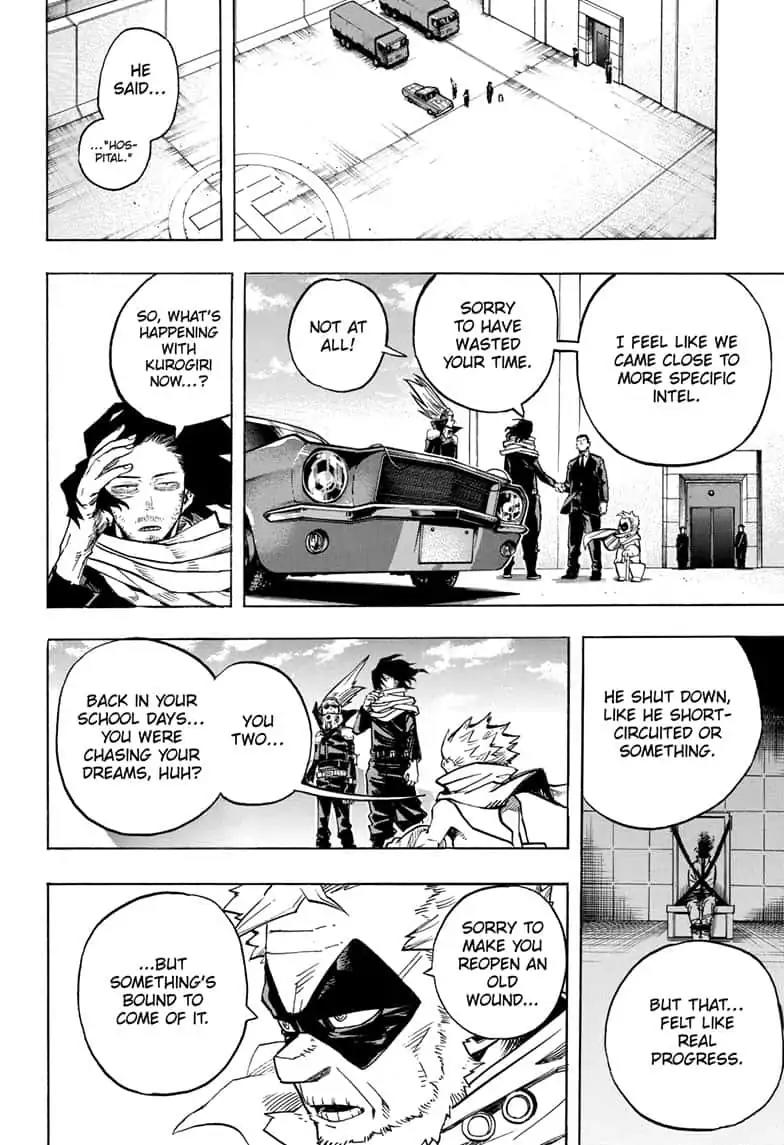 HE
SAID...
..."HOS-
PITAL."
I FEEL LIKE WE
CAME CLOSE TO
MORE SPECIFIC
INTEL.
SORRY
TO HAVE
WASTED
YOUR TIME.
NOT AT
ALL!
SO, WHAT'S
HAPPENING
WITH
KUROGIRI
NOW...?
HE SHUT DOWN,
LIKE HE SHORT-
CIRCUITED OR
SOMETHING.
BUT THAT...
FELT LIKE
REAL
PROGRESS.
YOU
TWO...
BACK IN YOUR
SCHOOL DAYS...
YOU WERE
CHASING YOUR
DREAMS, HUH?
SORRY TO
MAKE YOU
REOPEN AN
OLD
WOUND...
...BUT
SOMETHING'S
BOUND TO
COME OF IT.